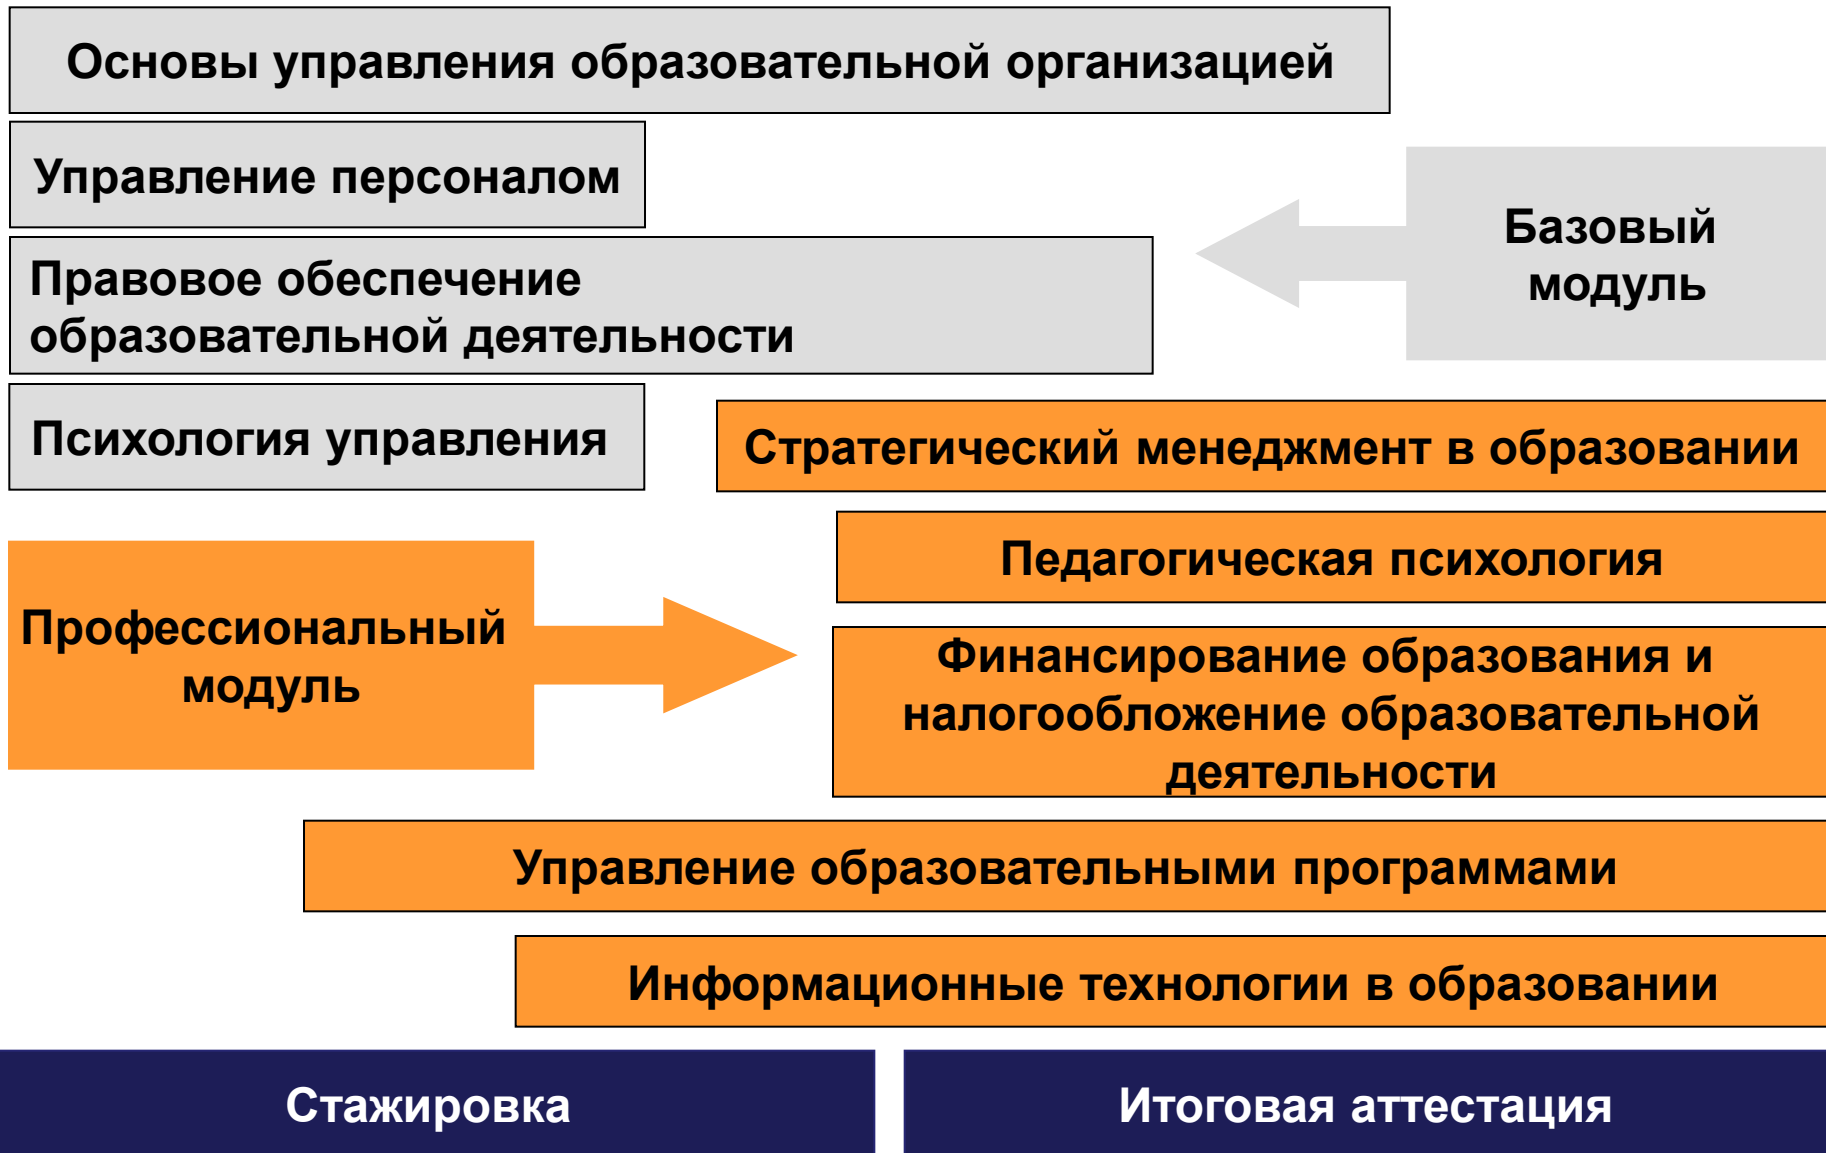 Основы управления образовательной организацией
Управление персоналом
Базовый
модуль
Правовое обеспечение
образовательной деятельности
Психология управления
Стратегический менеджмент в образовании
Педагогическая психология
Профессиональный
модуль
Финансирование образования и
налогообложение образовательной
деятельности
Управление образовательными программами
Информационные технологии в образовании
Стажировка
Итоговая аттестация